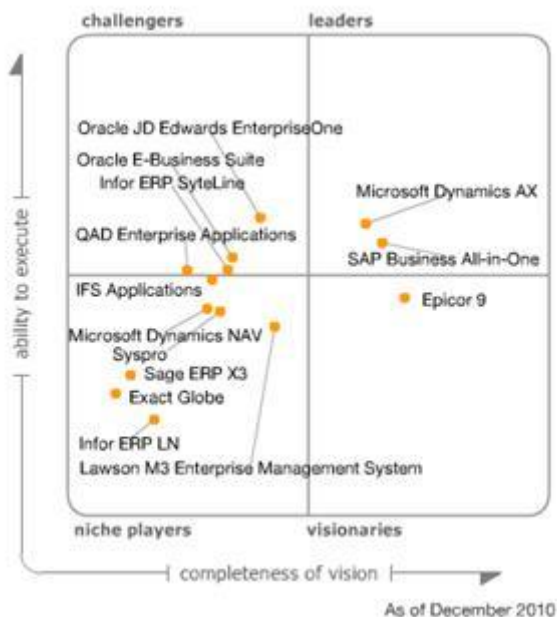 challengers
leaders
Oracle JD Edwards EnterpriseOne
Oracle E-Business Suite
Infor ERP SyteLine
Microsoft Dynamics AX
QAD Enterprise Applications
SAP Business All-in-One
ability to execute
IFS Applications
Epicor 9
Microsoft Dynamics NAV
Syspro
Sage ERP X3
Exact Globe
Infor ERP LN
Lawson M3 Enterprise Management System
niche players
visionaries
completeness of vision
As of December 2010